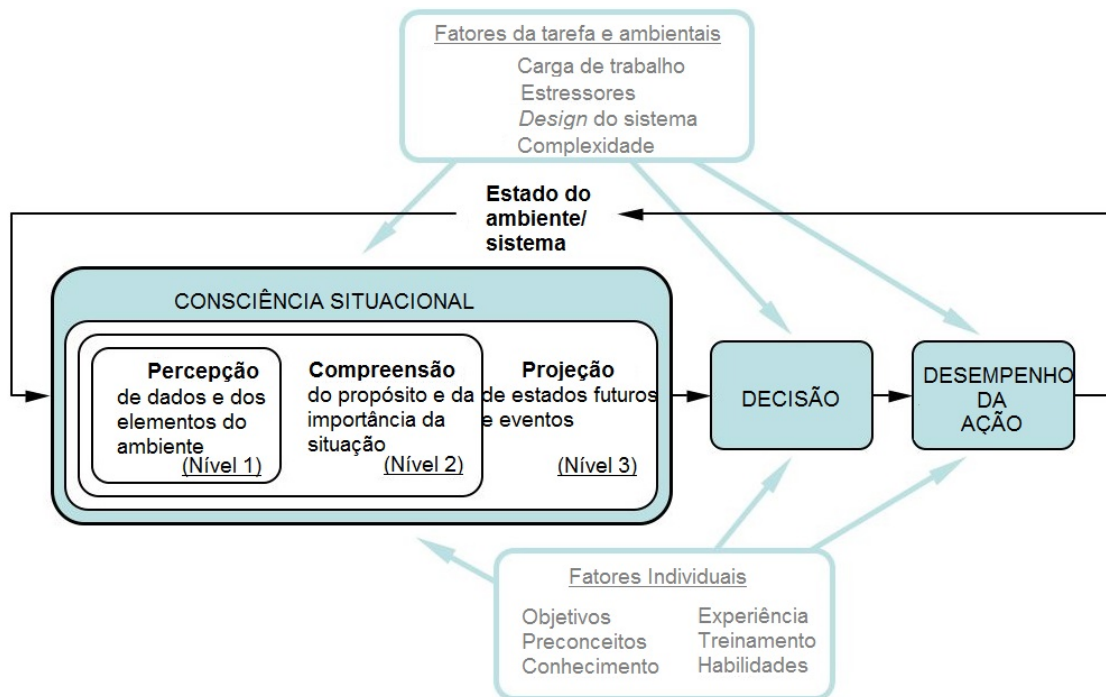 Fatores da tarefa e ambientais
Carga de trabalho
Estressores
Design do sistema
Complexidade
Estado do
ambiente/
sistema
CONSCIÊNCIA SITUACIONAL
Percepção
de dados e dos
elementos do
ambiente
(Nível 1)
Compreensão
do propósito e da
importância da
situação
(Nível 2)
Projeção
de estados futuros
e eventos
(Nível 3)
DECISÃO
DESEMPENHO
DA
AÇÃO
Fatores Individuais
Objetivos
Preconceitos
Conhecimento
Experiência
Treinamento
Habilidades